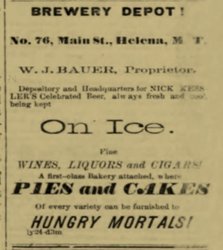 BREWERY DEPOT!
No. 76, Main St., Helena, M T
W. J. BAUER, Proprietor.
Depository and Headquarters for NICK KESS
LER'S Celebrated Beer, always fresh and cool,
being kept
On Ice.
Fine
WINES, LIQUORS and CIGARS!
A first-class Bakery attached, where
PIES and CAKES
Of every variety can be furnished to
HUNGRY MORTALS!
jy24-d3m